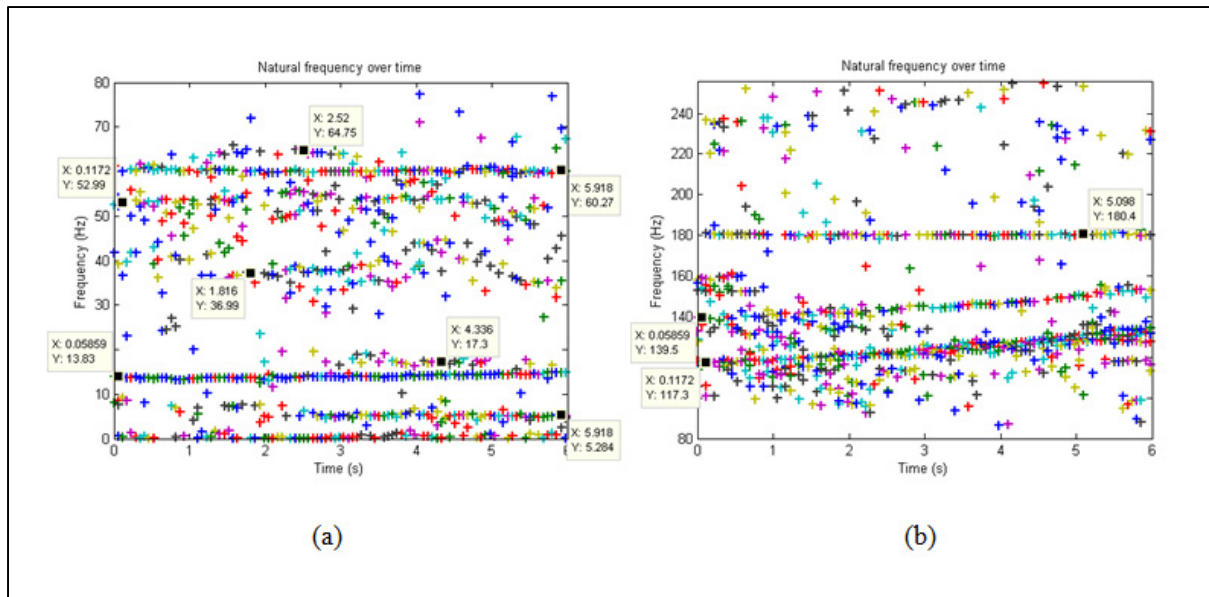 Natural frequency over time
80
70
60
50
40
30
20
10
0
Frequency (Hz)
X: 2.52
Y: 64.75
X: 0.1172
Y: 52.99
X: 5.918
Y: 60.27
X: 1.816
Y: 36.99
X: 4.336
Y: 17.3
X: 0.05859
Y: 13.83
X: 5.918
Y: 5.284
0 1 2 3 4 5 6
Time (s)
(a)
Natural frequency over time
240
220
200
180
160
140
120
80
Frequency (Hz)
X: 5.098
Y: 180.4
X: 0.05859
Y: 139.5
X: 0.1172
Y: 117.3
0 1 2 3 4 5 6
Time (s)
(b)